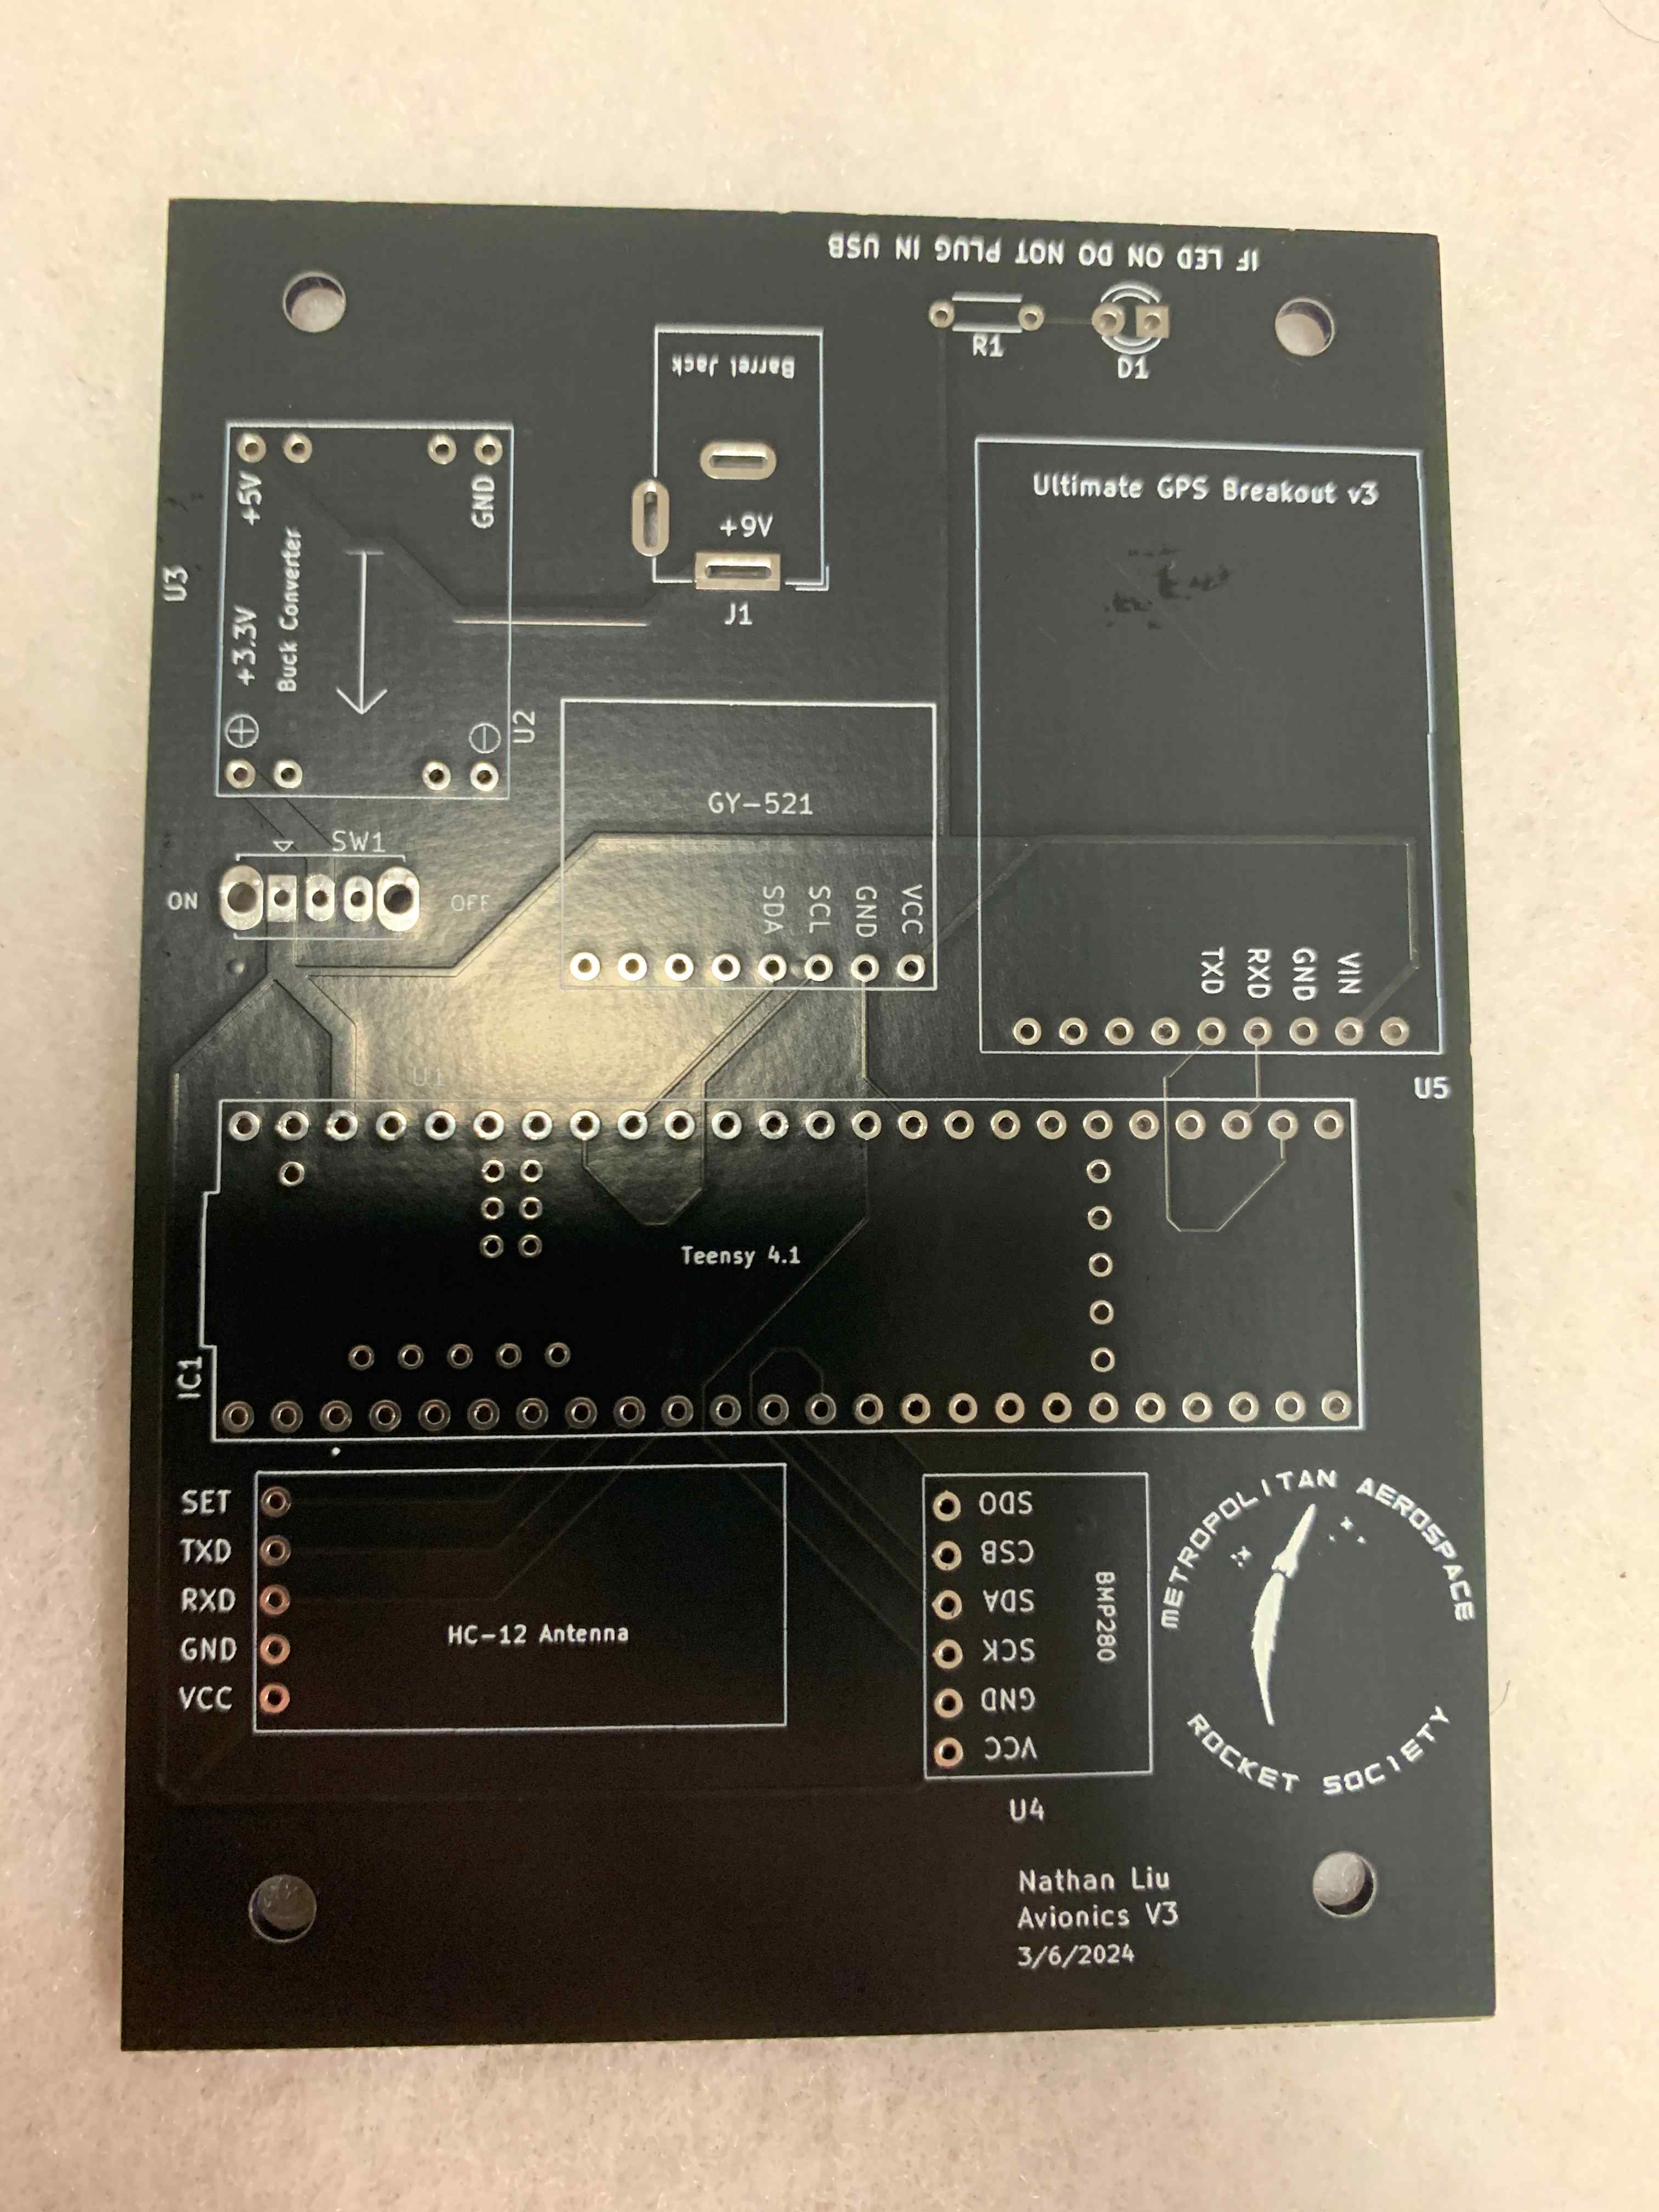 IF LED ON DO NOT PLUG IN USB
R1
D1
Barrel Jack
+9V
J1
Ultimate GPS Breakout v3
TXD
RXD
GND
VIN
U5
+5V
GND
U3
+3.3V
Buck Converter
U2
SW1
ON
OFF
GY-521
SDA
SCL
GND
VCC
U1
Teensy 4.1
IC1
SET
TXD
RXD
GND
VCC
HC-12 Antenna
SDO
CSB
SDA
SCK
GND
VCC
BMP280
U4
METROPOLITAN AEROSPACE
ROCKET SOCIETY
Nathan Liu
Avionics V3
3/6/2024